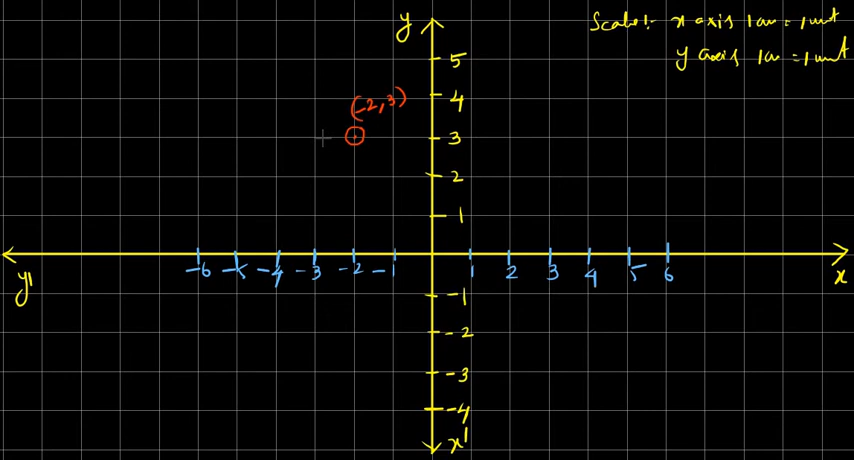 Scale:- x axis 1cm = 1 unit
y axis 1cm = 1 unit
y
5
4
(-2,3)
3
2
1
-6 -5 -4 -3 -2 -1 1 2 3 4 5 6
y' x
-1
-2
-3
-4
x'